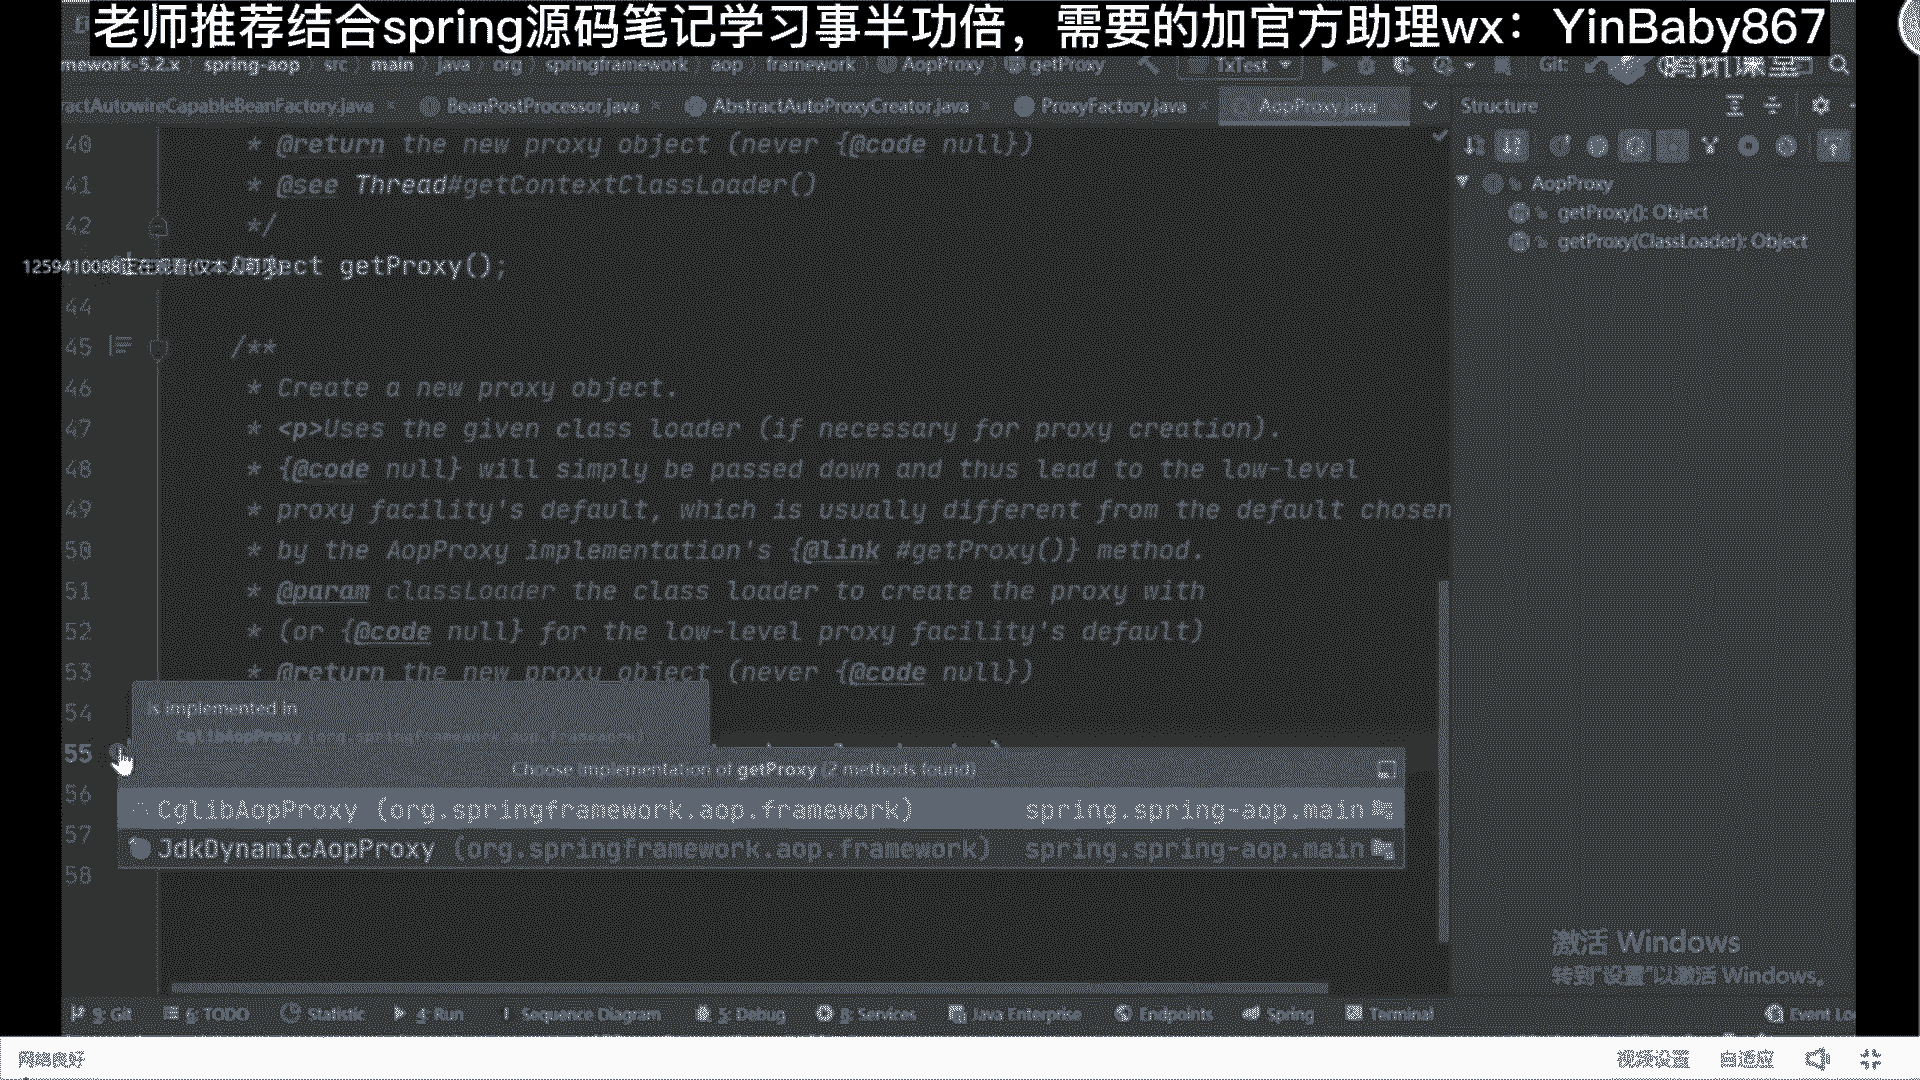 老师推荐结合spring源码笔记学习事半功倍，需要的加官方助理wx：YinBaby867
mework-5.2.x spring-aop src main java org springframework aop framework AopProxy getProxy TxTest Git:
ractAutowireCapableBeanFactory.java BeanPostProcessor.java AbstractAutoProxyCreator.java ProxyFactory.java AopProxy.java Structure
40 * @return the new proxy object (never {@code null})
41 * @see Thread#getContextClassLoader()
42 */
1259410088正在观看(仅本人可见) ject getProxy();
44
45 /**
46 * Create a new proxy object.
47 * <p>Uses the given class loader (if necessary for proxy creation).
48 * {@code null} will simply be passed down and thus lead to the low-level
49 * proxy facility's default, which is usually different from the default chosen
50 * by the AopProxy implementation's {@link #getProxy()} method.
51 * @param classLoader the class loader to create the proxy with
52 * (or {@code null} for the low-level proxy facility's default)
53 * @return the new proxy object (never {@code null})
54
Is implemented in
CglibAopProxy (org.springframework.aop.framework)
55
Choose Implementation of getProxy (2 methods found)
56 CglibAopProxy (org.springframework.aop.framework) spring.spring-aop.main
57 JdkDynamicAopProxy (org.springframework.aop.framework) spring.spring-aop.main
58
AopProxy
getProxy(): Object
getProxy(ClassLoader): Object
激活 Windows
转到"设置"以激活 Windows。
9: Git 6: TODO Statistic 4: Run Sequence Diagram 5: Debug 8: Services Java Enterprise Endpoints Spring Terminal Event Lo
网络良好 视频设置 自适应